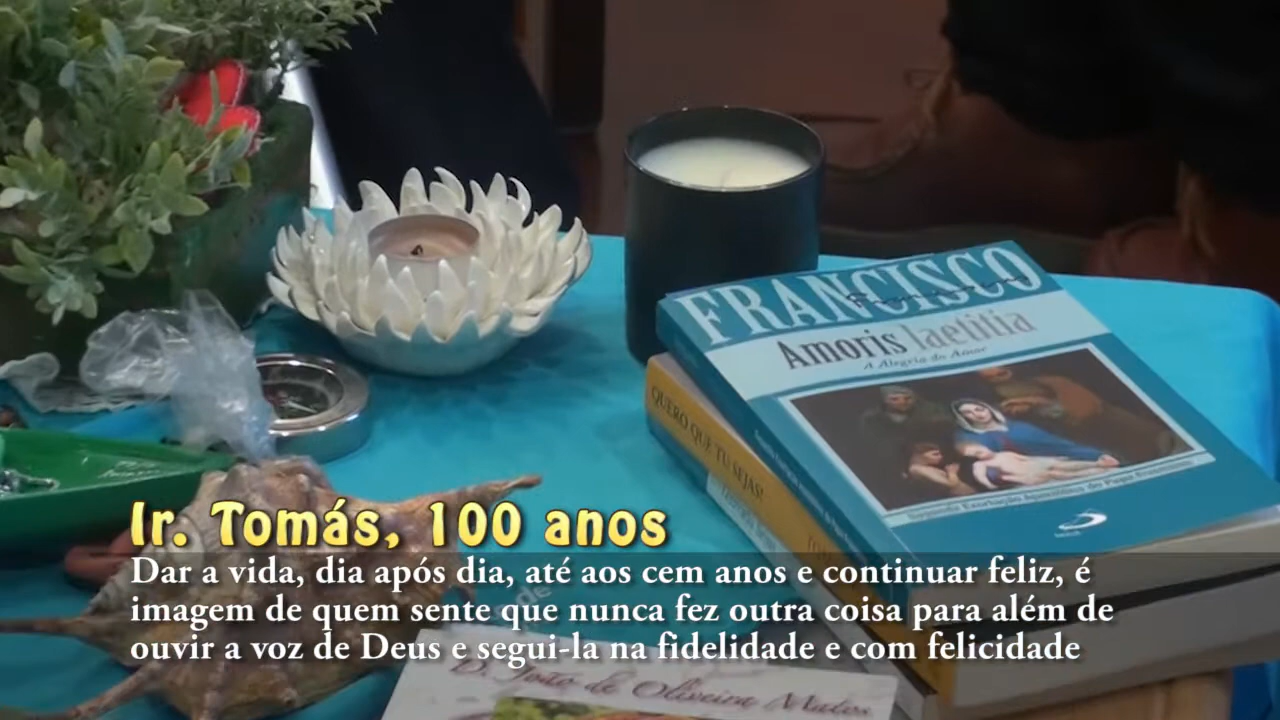 FRANCISCO
Amoris laetitia
A Alegria do Amor
QUERO QUE TU SEJAS!
Ir. Tomás, 100 anos
Dar a vida, dia após dia, até aos cem anos e continuar feliz, é
imagem de quem sente que nunca fez outra coisa para além de
ouvir a voz de Deus e segui-la na fidelidade e com felicidade
D. João de Oliveira Matos